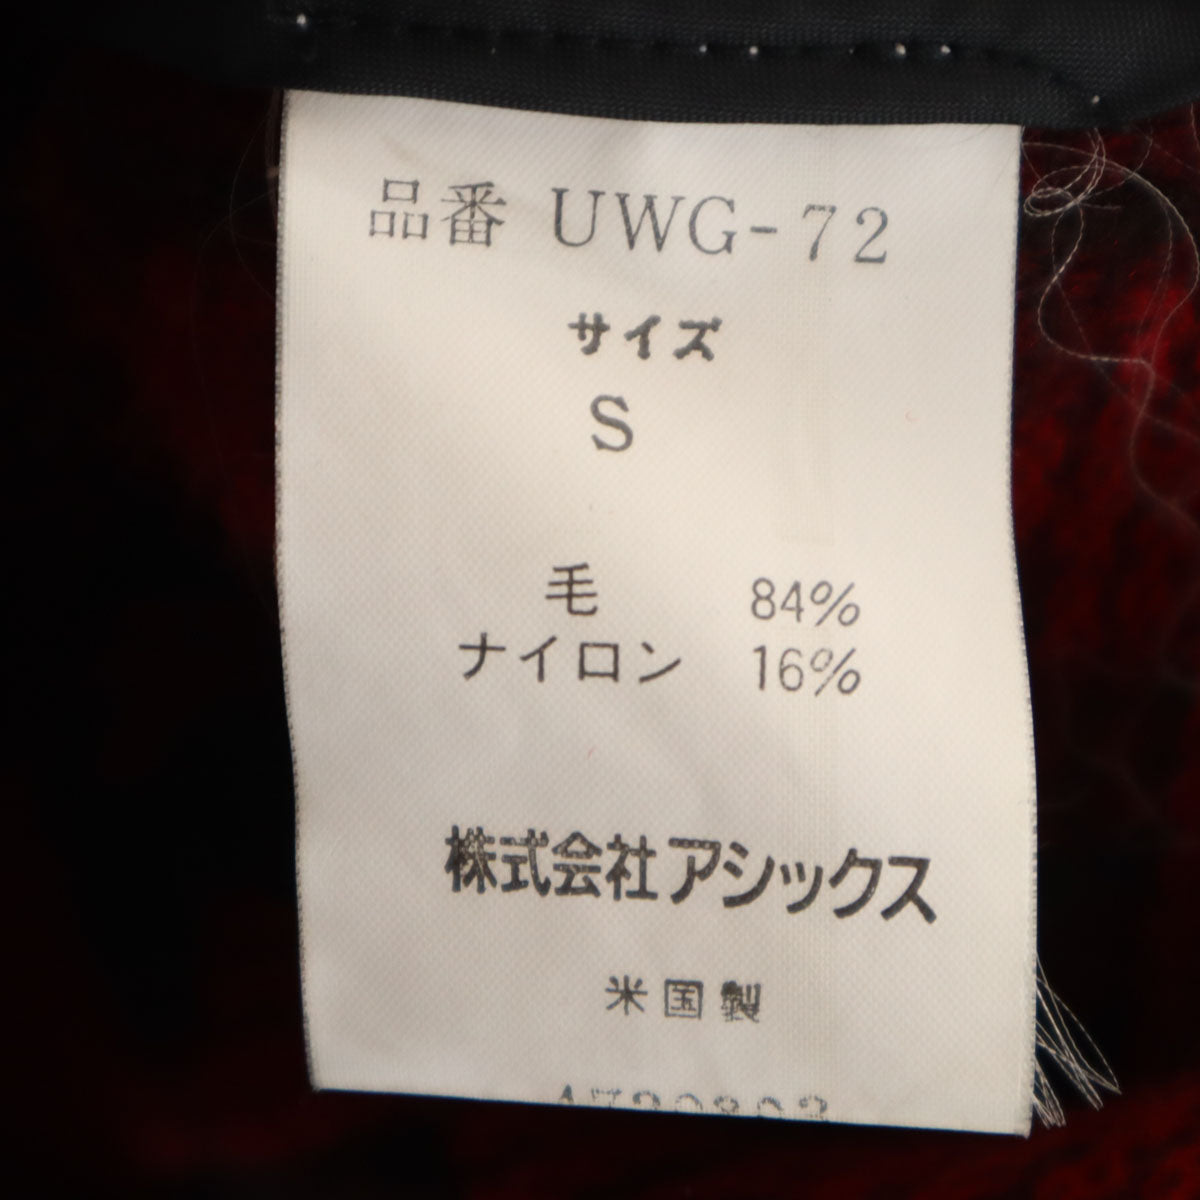 品番 UWG-72
サイズ
S
毛 84%
ナイロン 16%
株式会社アシックス
米国製